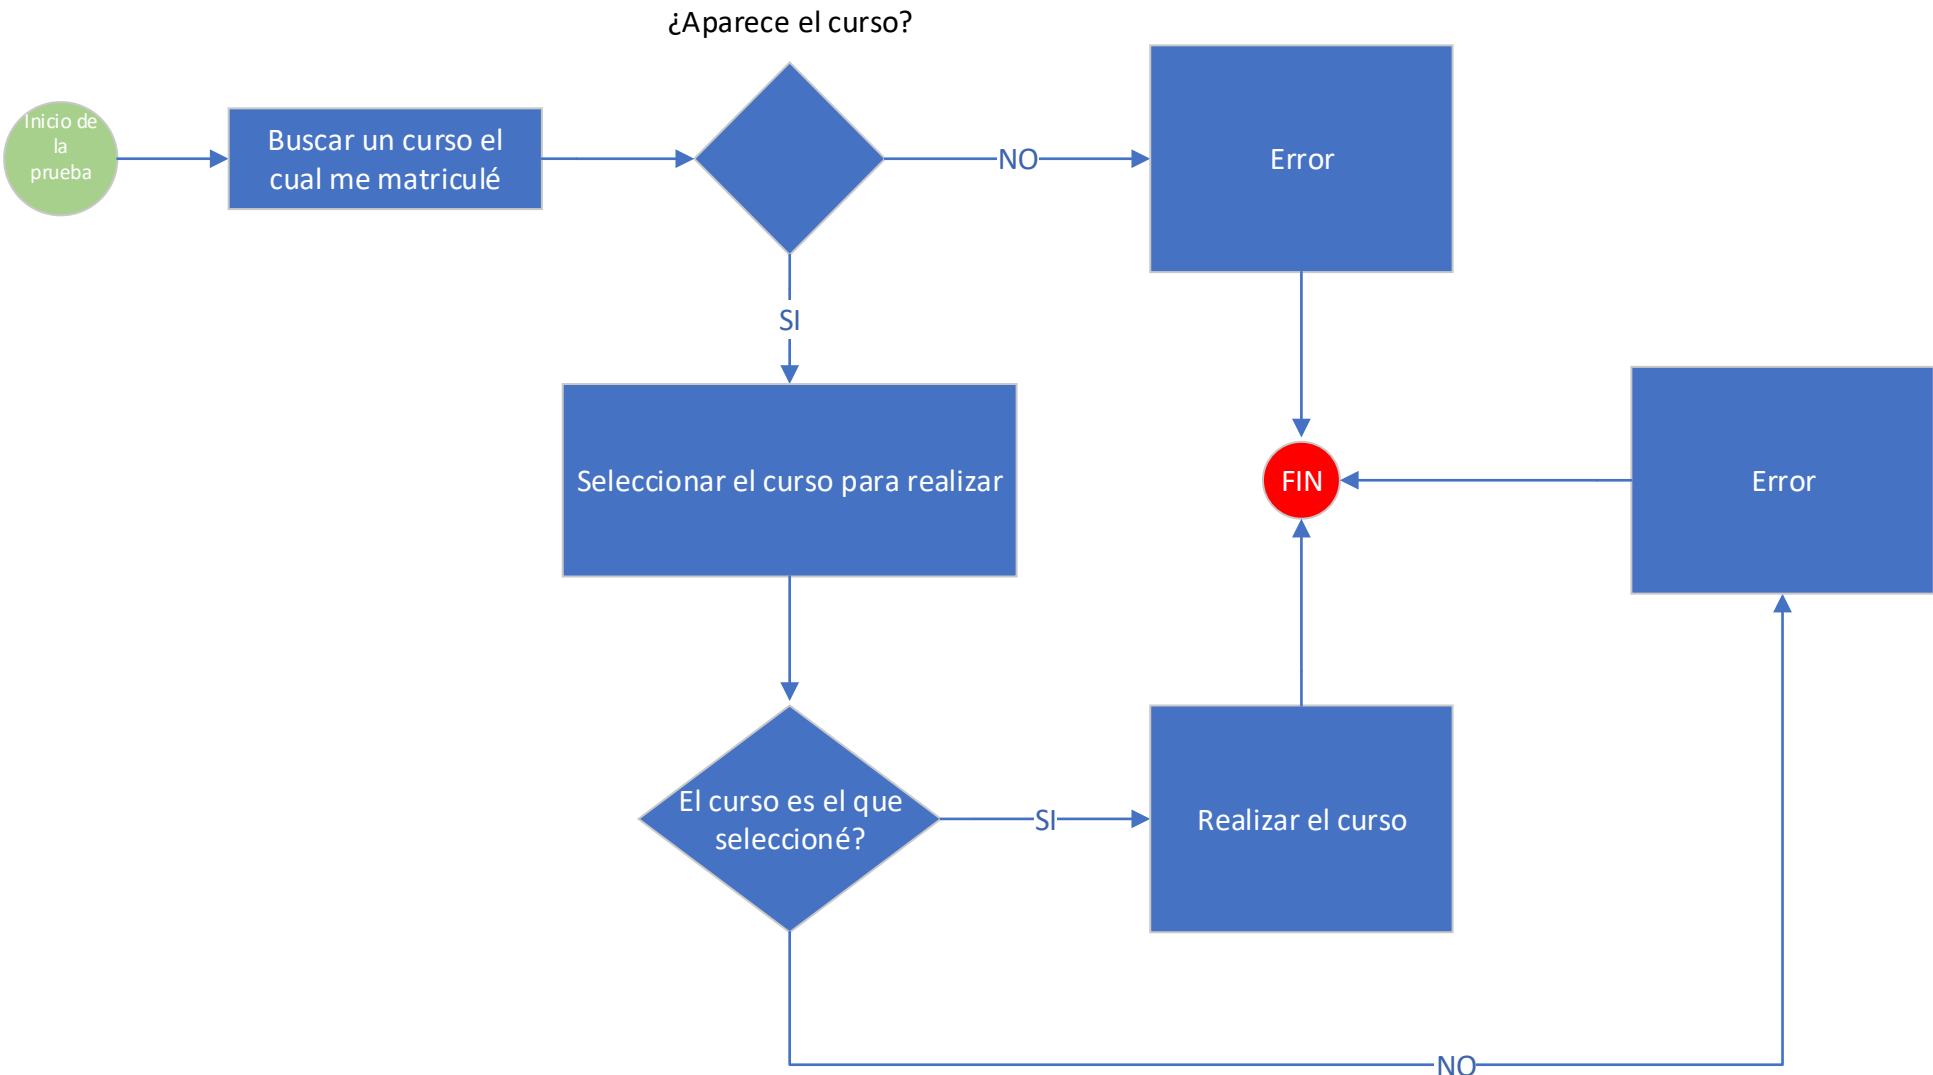 ¿Aparece el curso?
Inicio de
la
prueba
Buscar un curso el
cual me matriculé
NO
Error
SI
Seleccionar el curso para realizar
FIN
Error
El curso es el que
seleccioné?
SI
Realizar el curso
NO